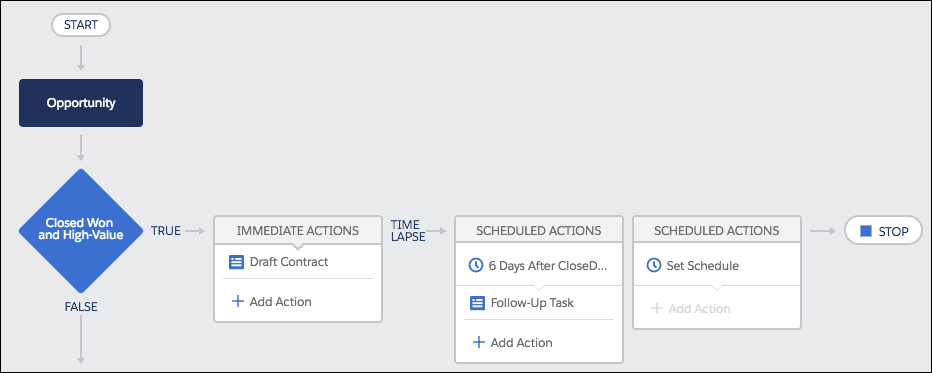 START
Opportunity
Closed Won
and High-Value
TRUE
IMMEDIATE ACTIONS
Draft Contract
+ Add Action
TIME
LAPSE
SCHEDULED ACTIONS
6 Days After CloseD...
Follow-Up Task
+ Add Action
SCHEDULED ACTIONS
Set Schedule
+ Add Action
STOP
FALSE